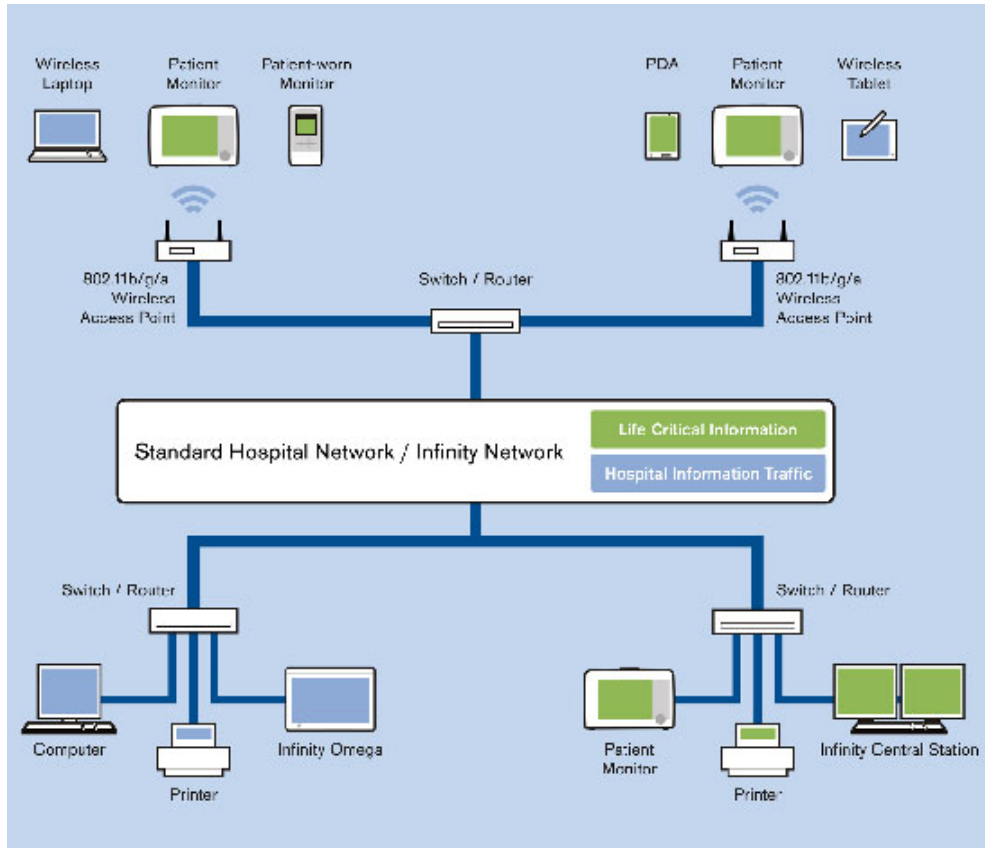 Wireless
Laptop
Patient
Monitor
Patient-worn
Monitor
PDA
Patient
Monitor
Wireless
Tablet
802.11b/g/a
Wireless
Access Point
Switch / Router
802.11b/g/a
Wireless
Access Point
Standard Hospital Network / Infinity Network
Life Critical Information
Hospital Information Traffic
Switch / Router
Switch / Router
Computer
Printer
Infinity Omega
Patient
Monitor
Printer
Infinity Central Station